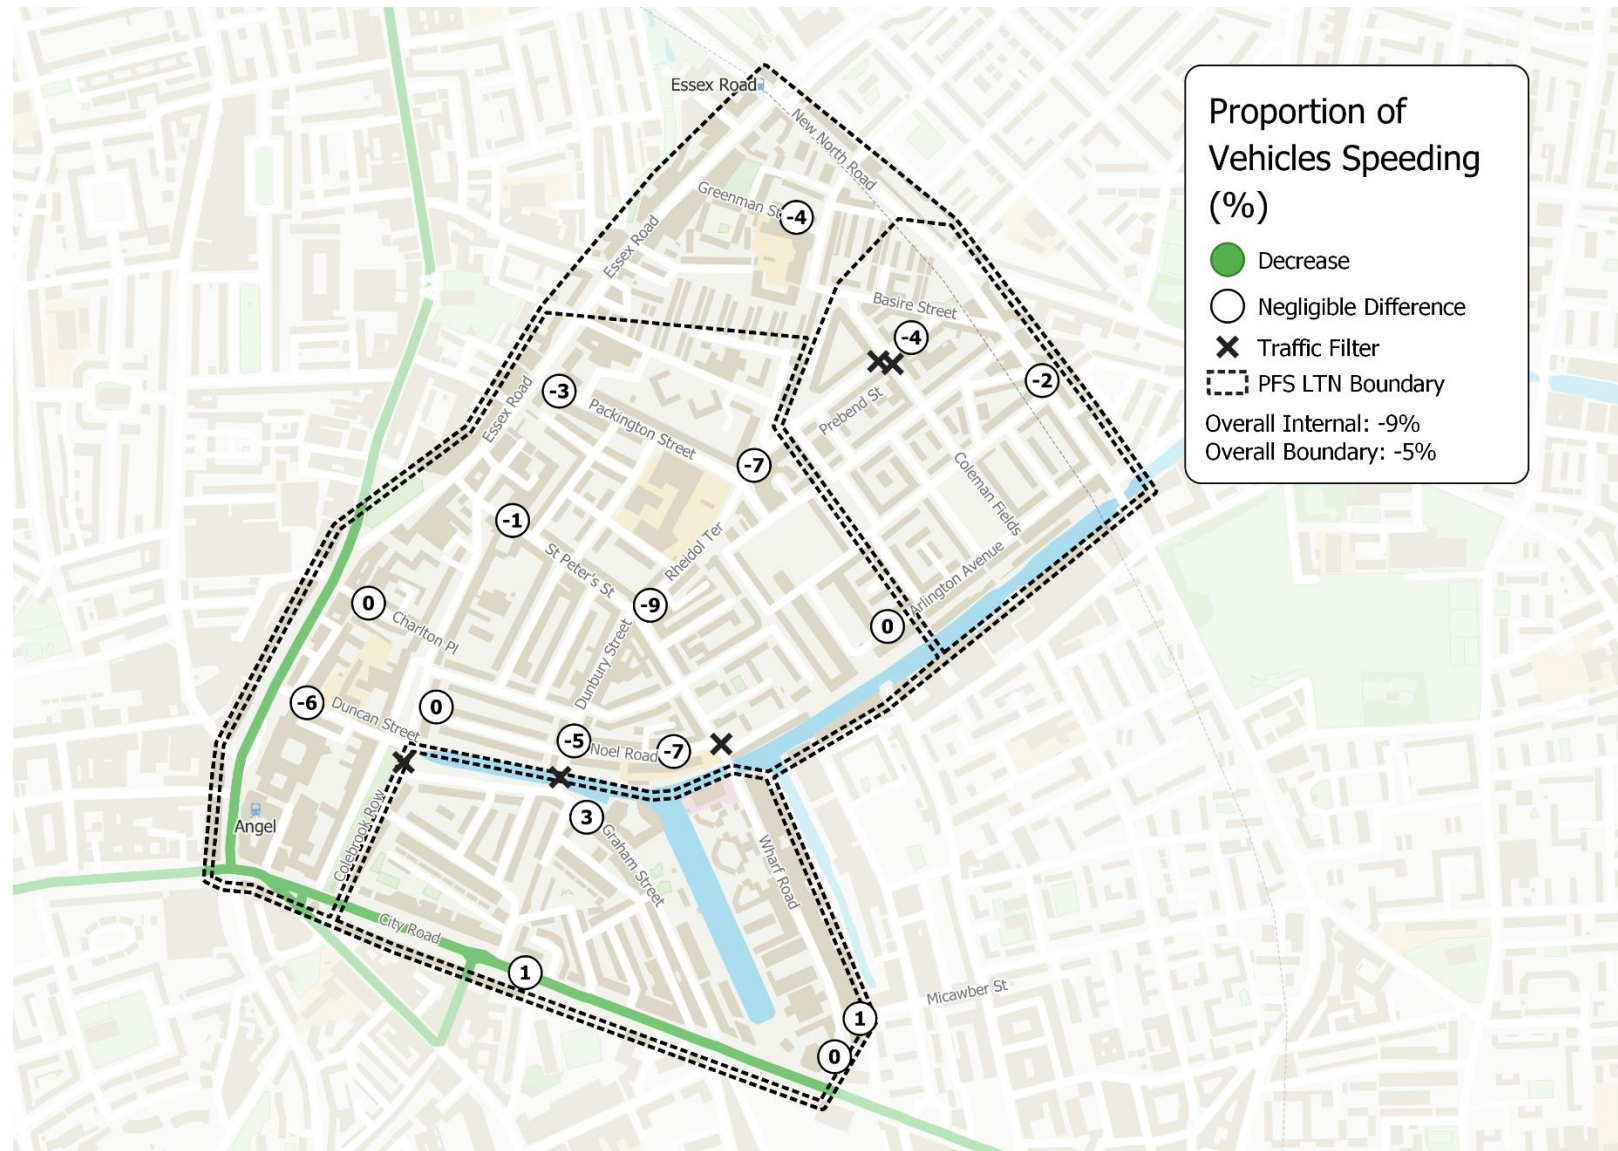 Essex Road
New North Road
Greenman St
-4
Essex Road
Proportion of
Vehicles Speeding
(%)
Decrease
Negligible Difference
Traffic Filter
PFS LTN Boundary
Overall Internal: -9%
Overall Boundary: -5%
Basire Street
-4
-2
-3
Essex Road
Packington Street
Prebend St
-7
Coleman Fields
-1
St Peter's St
Rheidol Ter
Arlington Avenue
0
Charlton Pl
-9
0
Dunbury Street
-6
Duncan Street
0
-5
Noel Road
-7
Angel
Colebrook Row
3
Graham Street
Wharf Road
City Road
1
Micawber St
1
0